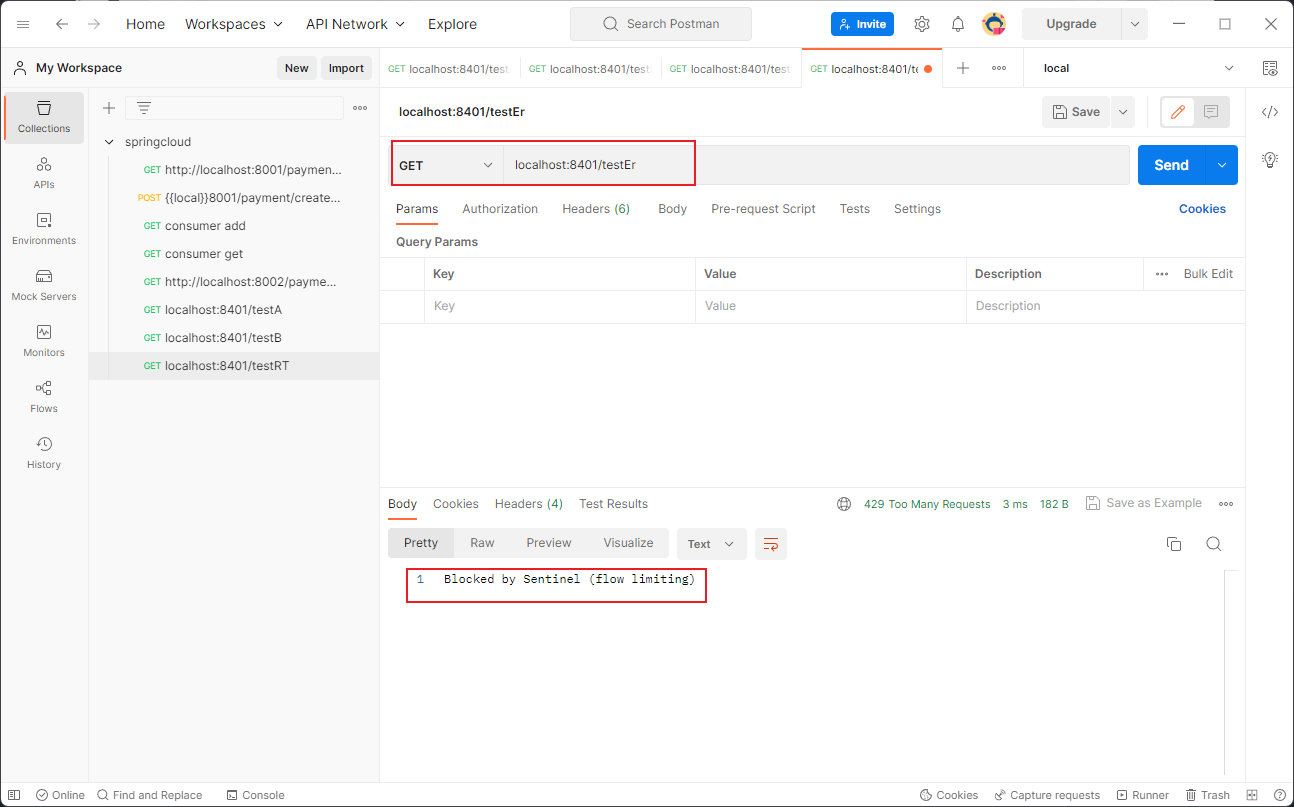 Home Workspaces API Network Explore Search Postman Invite Upgrade
My Workspace New Import GET localhost:8401/test GET localhost:8401/test GET localhost:8401/test GET localhost:8401/te local
Collections
APIs
Environments
Mock Servers
Monitors
Flows
History
springcloud
GET http://localhost:8001/paymen...
POST {{local}}8001/payment/create...
GET consumer add
GET consumer get
GET http://localhost:8002/payme...
GET localhost:8401/testA
GET localhost:8401/testB
GET localhost:8401/testRT
localhost:8401/testEr Save
GET localhost:8401/testEr Send
Params Authorization Headers (6) Body Pre-request Script Tests Settings Cookies
Query Params
Key Value Description Bulk Edit
Key Value Description
Body Cookies Headers (4) Test Results 429 Too Many Requests 3 ms 182 B Save as Example
Pretty Raw Preview Visualize Text
1 Blocked by Sentinel (flow limiting)
Online Find and Replace Console Cookies Capture requests Runner Trash